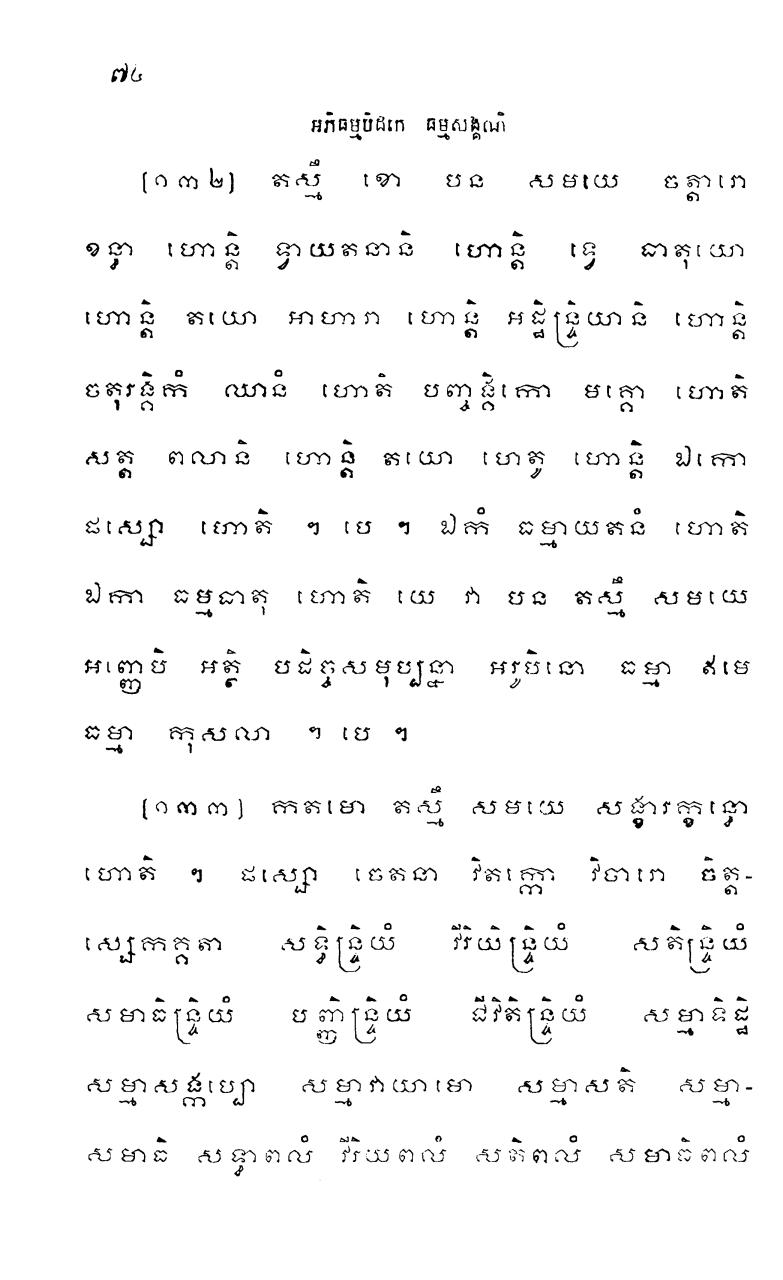 ៧៤
អភិធម្មបិដកេ ធម្មសង្គណិ
[១៣២] តស្មឹ ខោ បន សមយេ ចត្តារោ
ខន្ធា ហោន្តិ ទ្វាយតនានិ ហោន្តិ ទ្វេ ធាតុយោ
ហោន្តិ តយោ អាហារា ហោន្តិ អដ្ឋិន្ទ្រិយានិ ហោន្តិ
ចតុរង្គិកំ ឈានំ ហោតិ បញ្ចង្គិកោ មគ្គោ ហោតិ
សត្ត ពលានិ ហោន្តិ តយោ ហេតូ ហោន្តិ ឯកោ
ផស្សោ ហោតិ ។ បេ ។ ឯកំ ធម្មាយតនំ ហោតិ
ឯកា ធម្មធាតុ ហោតិ យេ វា បន តស្មឹ សមយេ
អញ្ញេបិ អត្ថិ បដិច្ចសមុប្បន្នា អរូបិនោ ធម្មា ឥមេ
ធម្មា កុសលា ។ បេ ។
[១៣៣] កតមោ តស្មឹ សមយេ សង្ខារក្ខន្ធោ
ហោតិ ។ ផស្សោ ចេតនា វិតក្កោ វិចារោ ចិត្ត-
ស្សេកគ្គតា សទ្ធិន្ទ្រិយំ វីរិយិន្ទ្រិយំ សតិន្ទ្រិយំ
សមាធិន្ទ្រិយំ បញ្ញិន្ទ្រិយំ ជីវិតិន្ទ្រិយំ សម្មាទិដ្ឋិ
សម្មាសង្កប្បោ សម្មាវាយាមោ សម្មាសតិ សម្មា-
សមាធិ សទ្ធាពលំ វីរិយពលំ សតិពលំ សមាធិពលំ